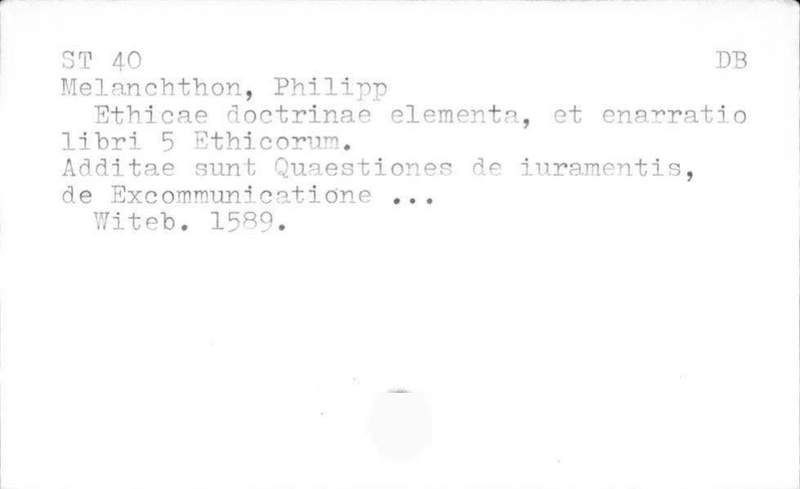 ST 40 DB
Melanchthon, Philipp
Ethicae doctrinae elementa, et enarratio
libri 5 Ethicorum.
Additae sunt Quaestiones de iuramentis,
de Excommunicatione ...
Witeb. 1589.